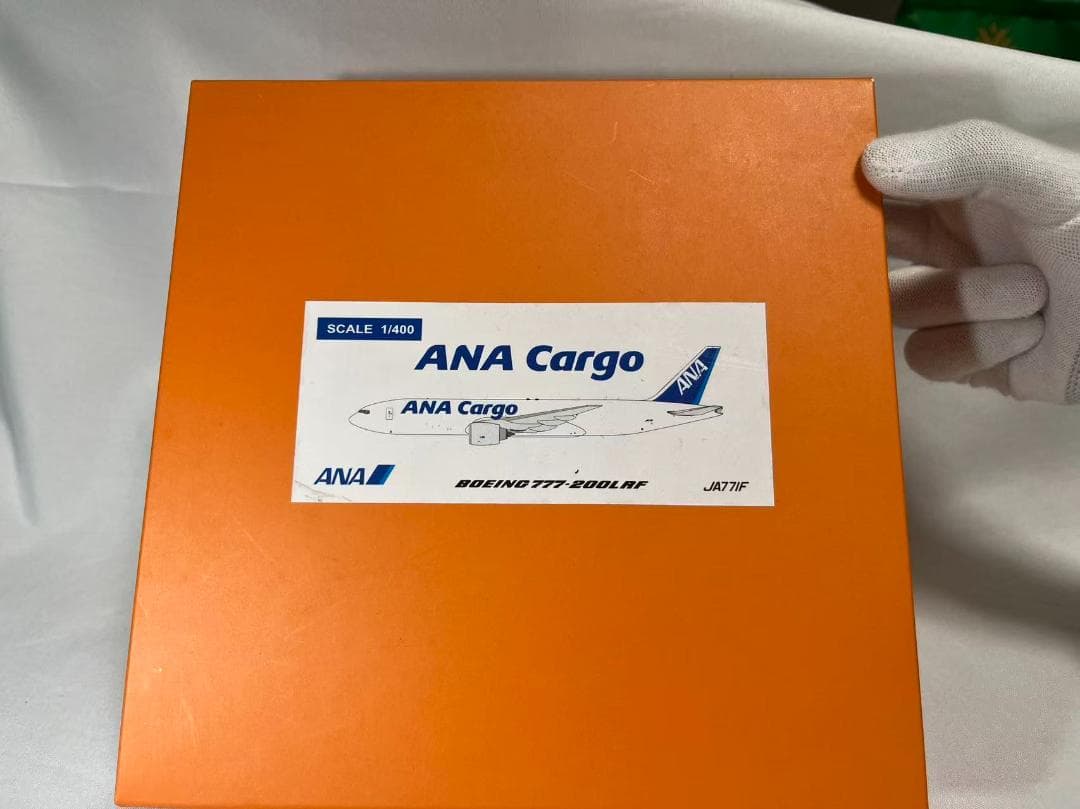 SCALE 1/400
ANA Cargo
ANA
ANA Cargo
ANA
BOEING 777-200LRF
JA771F